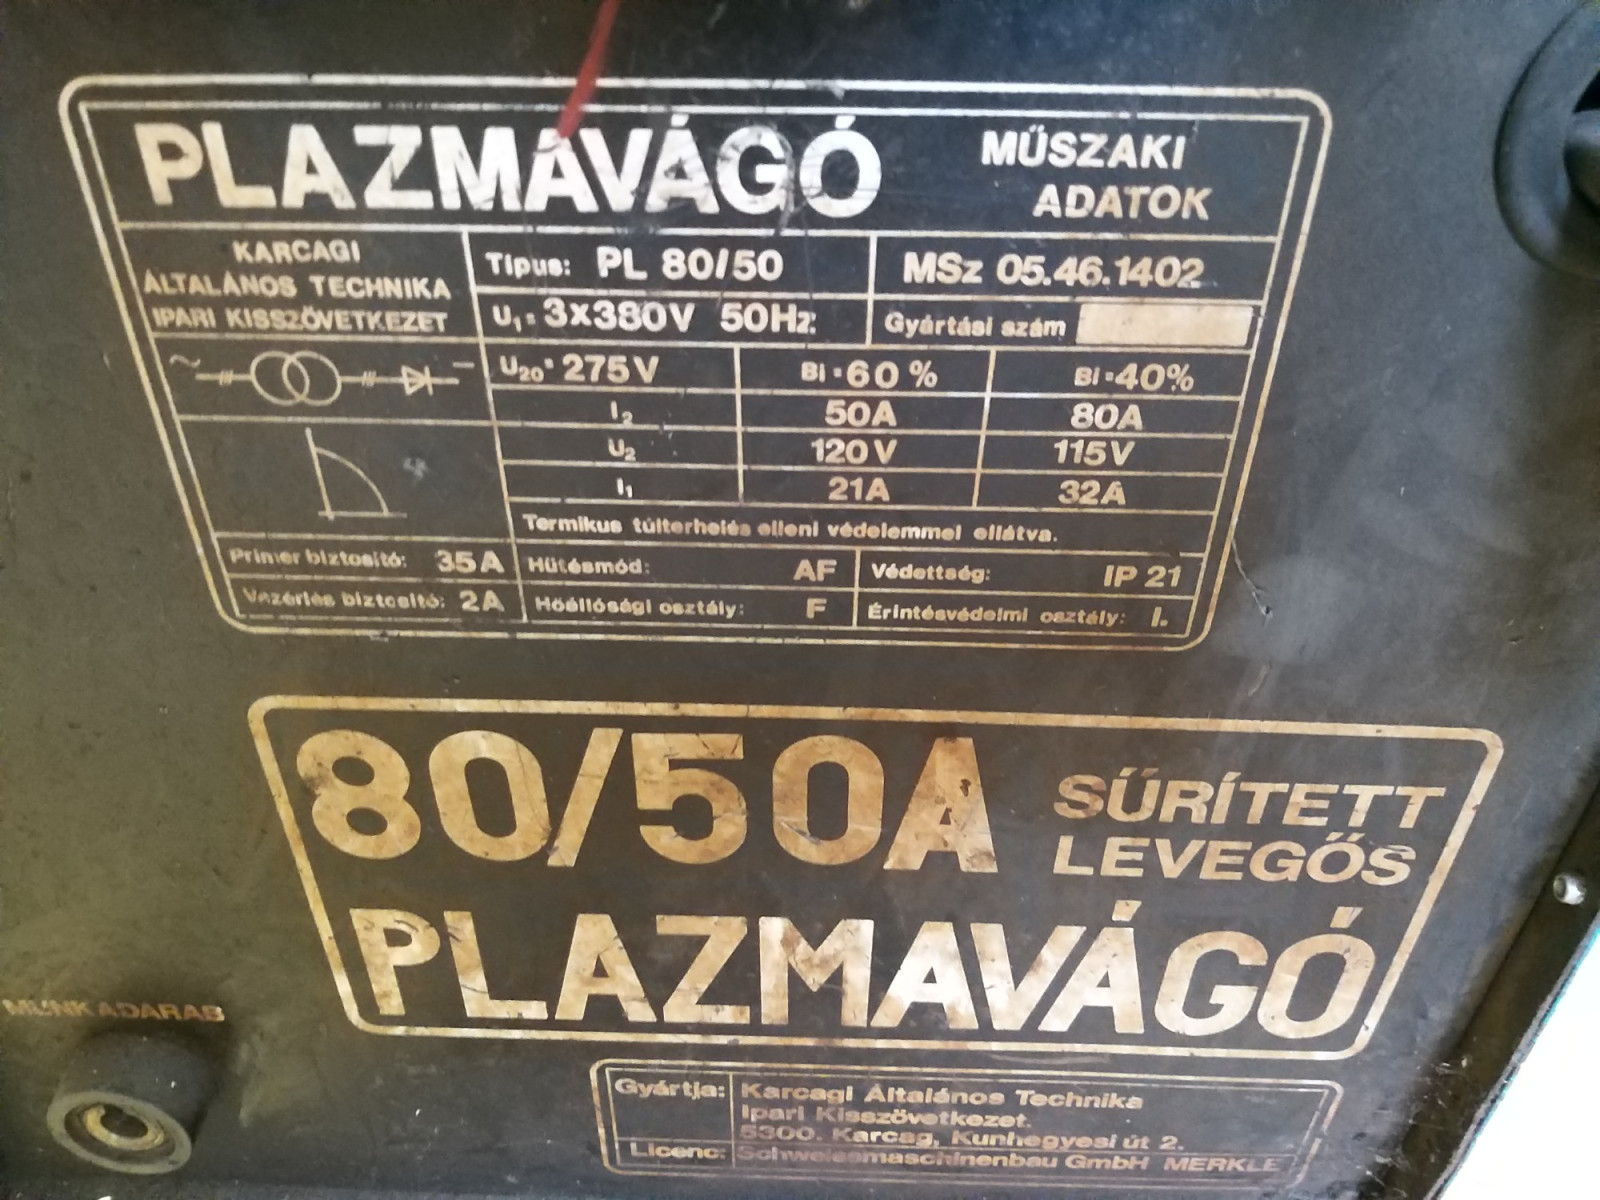 PLAZMAVÁGÓ
MŰSZAKI
ADATOK
KARCAGI
ÁLTALÁNOS TECHNIKA
IPARI KISSZÖVETKEZET
Típus: PL 80/50
MSz 05.46.1402
U₁= 3x380V 50Hz
Gyártási szám
U₂₀= 275V Bi=60% Bi=40%
I₂ 50A 80A
U₂ 120V 115V
I₁ 21A 32A
Termikus túlterhelés elleni védelemmel ellátva.
Primer biztosító: 35A
Hűtésmód: AF
Védettség: IP 21
Vezérlés biztosító: 2A
Hőállósági osztály: F
Érintésvédelmi osztály: I.
80/50A SŰRÍTETT
LEVEGŐS
PLAZMAVÁGÓ
MUNKADARAB
Gyártja: Karcagi Általános Technika
Ipari Kisszövetkezet.
5300. Karcag, Kunhegyesi út 2.
Licenc: Schweissmaschinenbau GmbH MERKLE